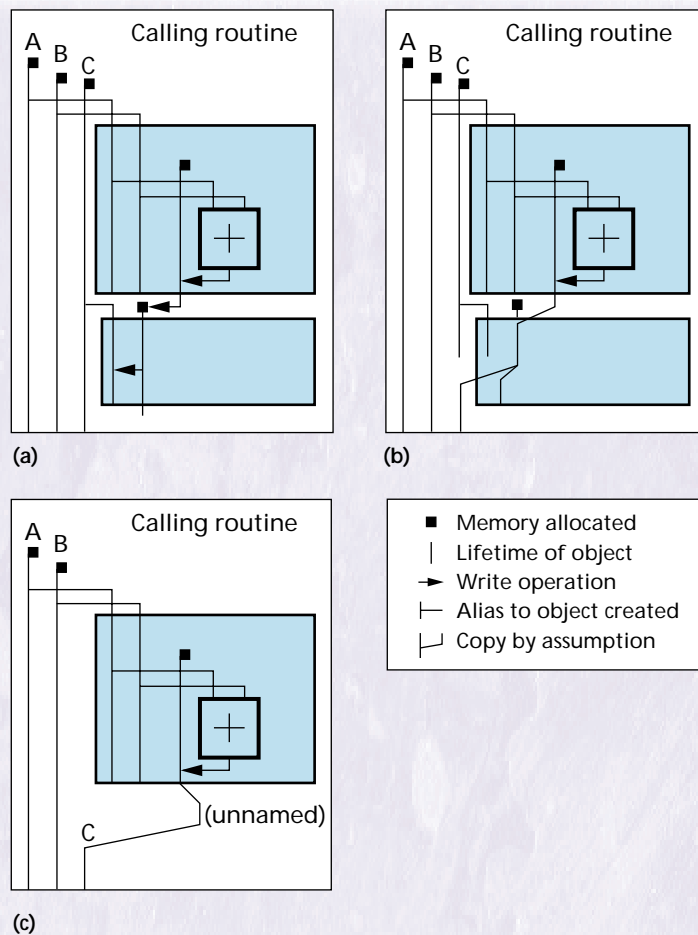 Calling routine
A
B
C
(a)
Calling routine
A
B
C
(b)
Calling routine
A
B
(unnamed)
C
(c)
Memory allocated
Lifetime of object
Write operation
Alias to object created
Copy by assumption